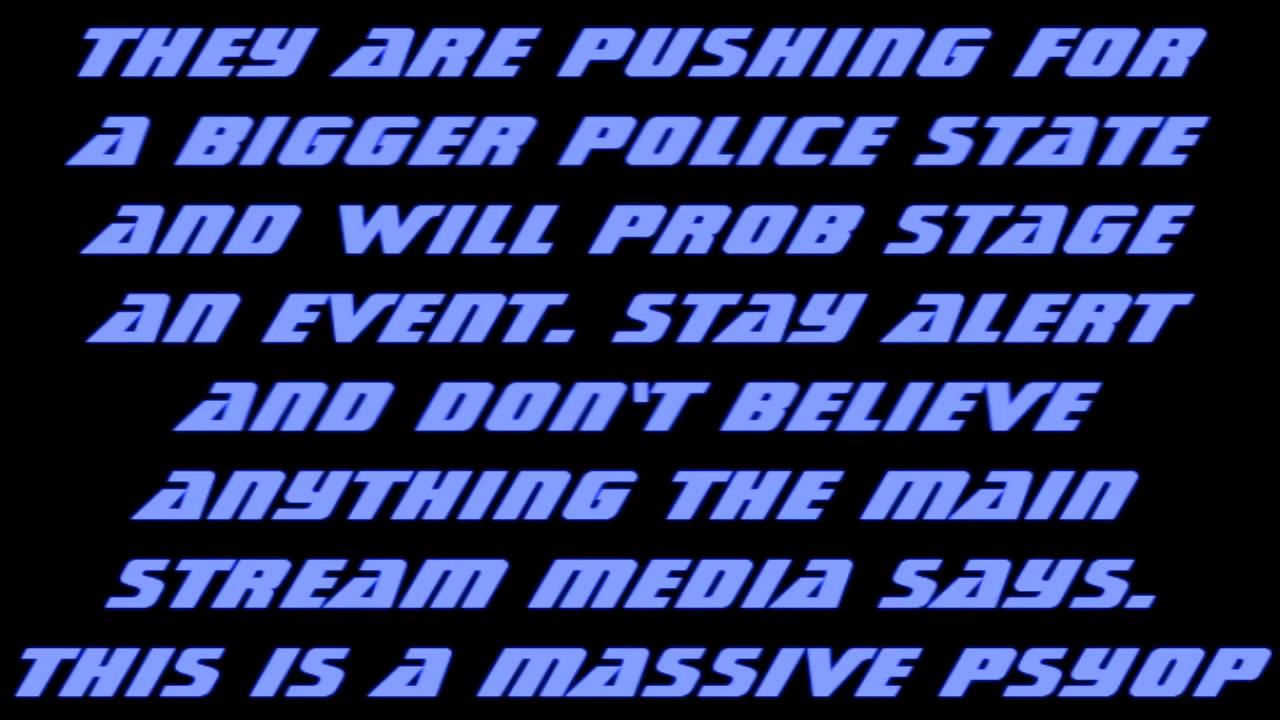 THEY ARE PUSHING FOR
A BIGGER POLICE STATE
AND WILL PROB STAGE
AN EVENT. STAY ALERT
AND DON'T BELIEVE
ANYTHING THE MAIN
STREAM MEDIA SAYS.
THIS IS A MASSIVE PSYOP